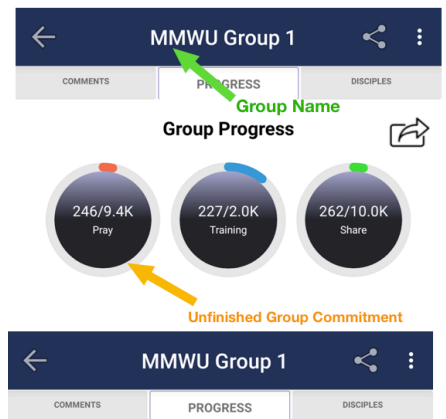 MMWU Group 1
COMMENTS PROGRESS DISCIPLES
Group Name
Group Progress
246/9.4K 227/2.0K 262/10.0K
Pray Training Share
Unfinished Group Commitment
MMWU Group 1
COMMENTS PROGRESS DISCIPLES